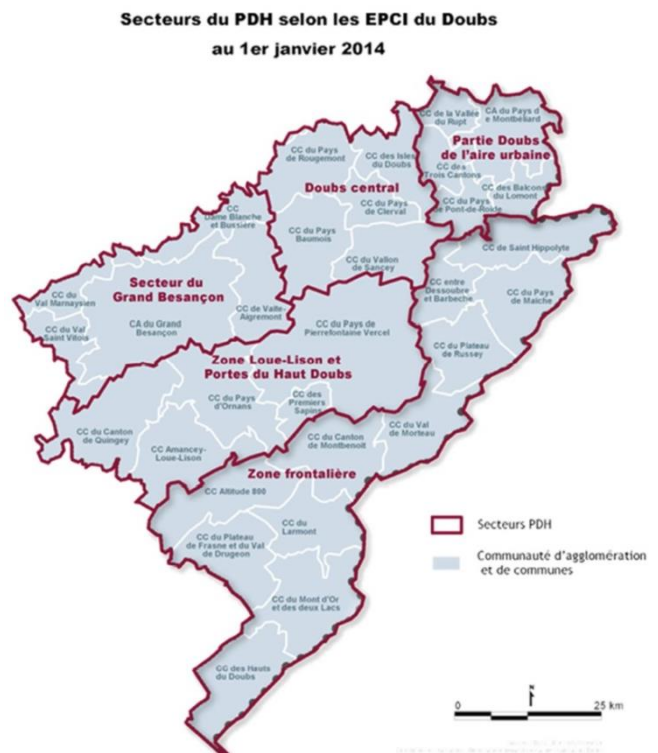 Secteurs du PDH selon les EPCI du Doubs
au 1er janvier 2014
CC de la Vallée
du Rupt
CA du Pays d
e Montbéliard
Partie Doubs
de l'aire urbaine
CC des
Trois Cantons
CC des Balcons
du Lomont
CC du Pays
de Pont-de-Roide
CC du Pays
de Rougemont
CC des Isles
du Doubs
Doubs central
CC du Pays
de Clerval
CC du Pays
Baumois
CC du Vallon
de Sancey
CC
Dame Blanche
et Bussière
Secteur du
Grand Besançon
CC du
Val Marnaysien
CC du Val
Saint Vitois
CA du Grand
Besançon
CC de Vaite-
Aigremont
CC de Saint Hippolyte
CC entre
Dessoubre
et Barbeche
CC du Pays
de Maîche
CC du Plateau
de Russey
CC du Pays de
Pierrefontaine Vercel
Zone Loue-Lison et
Portes du Haut Doubs
CC du Pays
d'Ornans
CC des
Premiers
Sapins
CC du Canton
de Quingey
CC Amancey-
Loue-Lison
CC du Canton
de Montbenoit
CC du Val
de Morteau
Zone frontalière
CC Altitude 800
CC du Plateau
de Frasne et du Val
de Drugeon
CC du
Larmont
CC du Mont d'Or
et des deux Lacs
CC des Hauts
du Doubs
Secteurs PDH
Communauté d'agglomération
et de communes
N
0 25 km